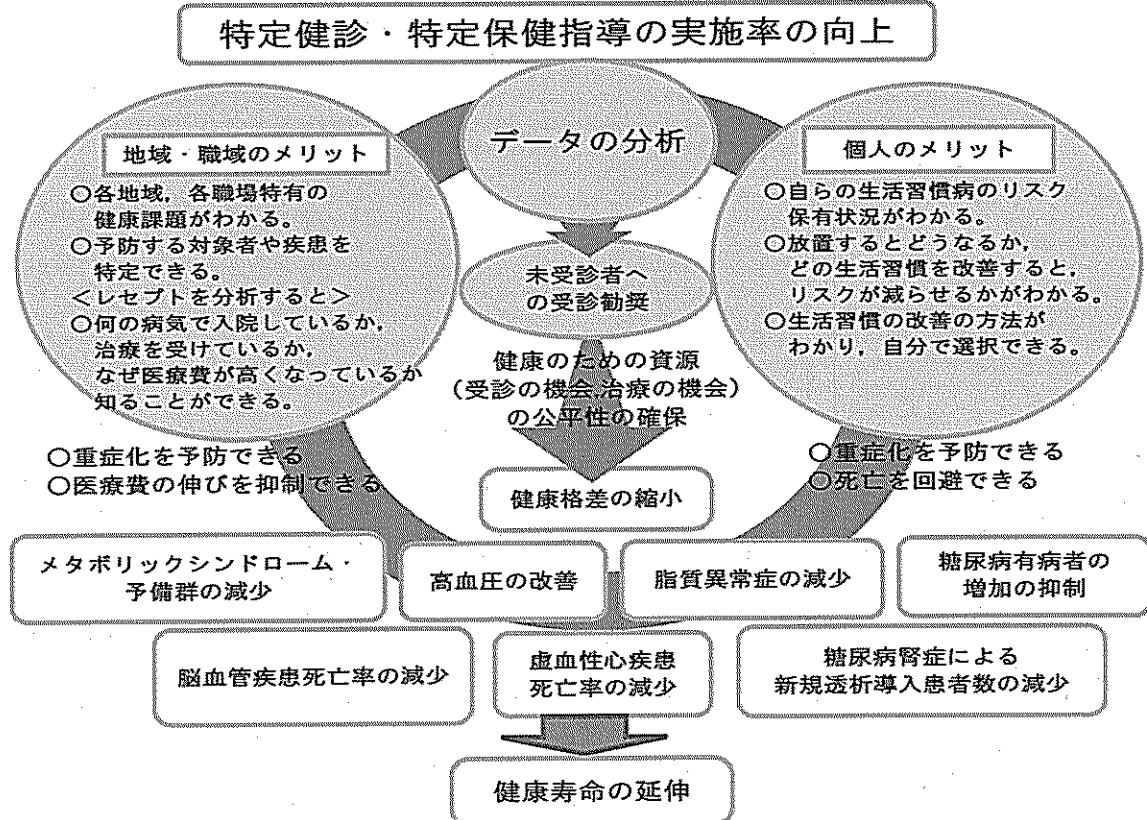 特定健診・特定保健指導の実施率の向上
データの分析
地域・職域のメリット
○各地域，各職場特有の
健康課題がわかる。
○予防する対象者や疾患を
特定できる。
＜レセプトを分析すると＞
○何の病気で入院しているか，
治療を受けているか，
なぜ医療費が高くなっているか
知ることができる。
○重症化を予防できる
○医療費の伸びを抑制できる
未受診者へ
の受診勧奨
健康のための資源
（受診の機会,治療の機会）
の公平性の確保
健康格差の縮小
個人のメリット
○自らの生活習慣病のリスク
保有状況がわかる。
○放置するとどうなるか，
どの生活習慣を改善すると，
リスクが減らせるかがわかる。
○生活習慣の改善の方法が
わかり，自分で選択できる。
○重症化を予防できる
○死亡を回避できる
メタボリックシンドローム・
予備群の減少
高血圧の改善
脂質異常症の減少
糖尿病有病者の
増加の抑制
脳血管疾患死亡率の減少
虚血性心疾患
死亡率の減少
糖尿病腎症による
新規透析導入患者数の減少
健康寿命の延伸